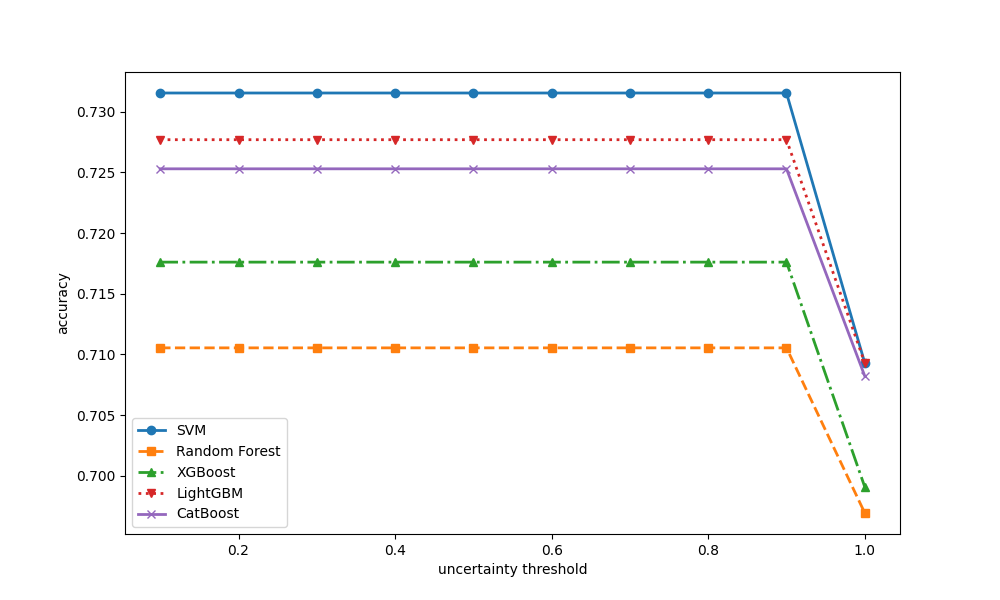 0.730
0.725
0.720
0.715
0.710
0.705
0.700
accuracy
SVM
Random Forest
XGBoost
LightGBM
CatBoost
0.2 0.4 0.6 0.8 1.0
uncertainty threshold